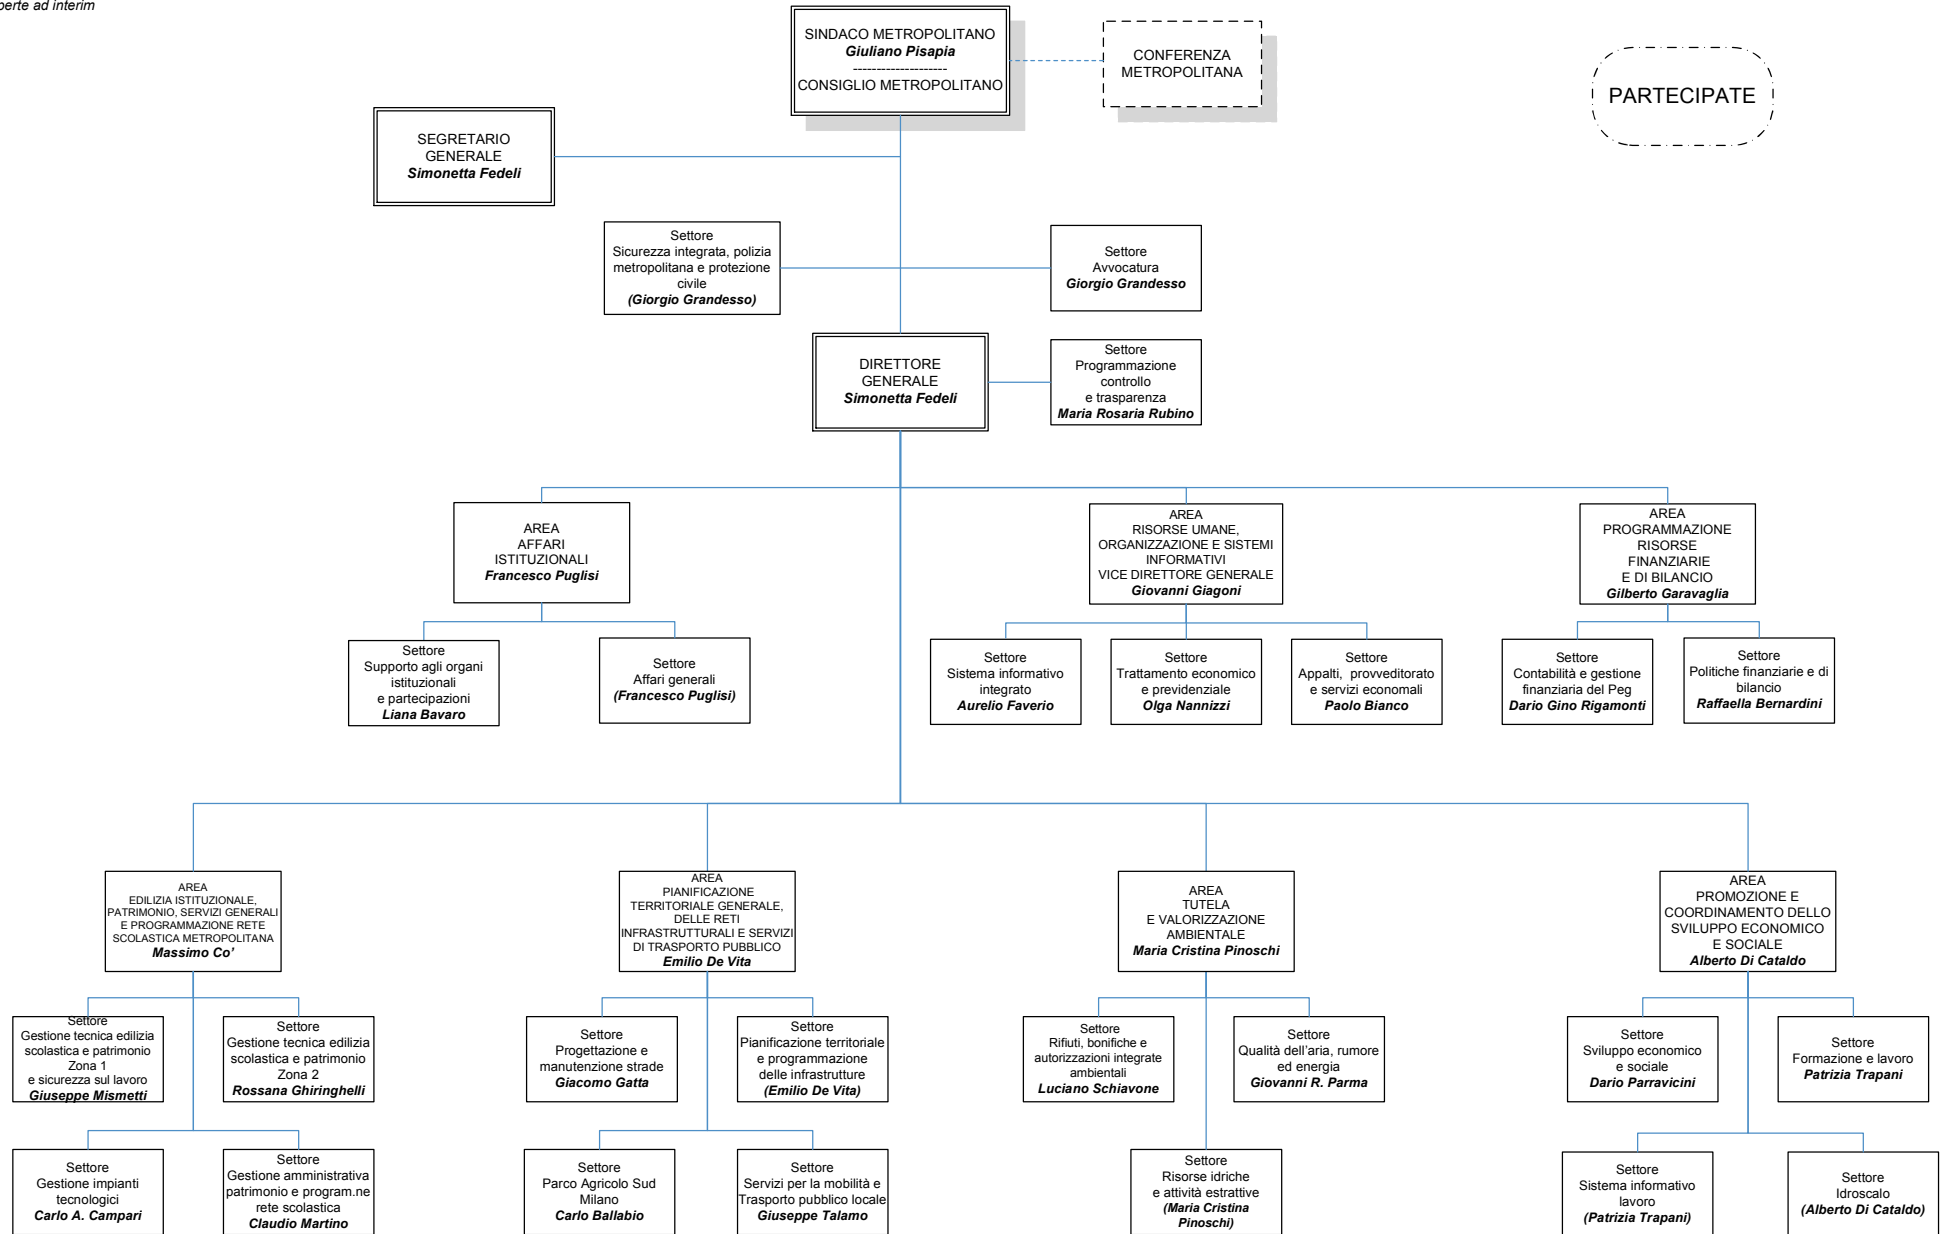 perte ad interim
SINDACO METROPOLITANO
Giuliano Pisapia
--------------------
CONSIGLIO METROPOLITANO
CONFERENZA
METROPOLITANA
PARTECIPATE
SEGRETARIO
GENERALE
Simonetta Fedeli
Settore
Sicurezza integrata, polizia
metropolitana e protezione
civile
(Giorgio Grandesso)
Settore
Avvocatura
Giorgio Grandesso
DIRETTORE
GENERALE
Simonetta Fedeli
Settore
Programmazione
controllo
e trasparenza
Maria Rosaria Rubino
AREA
AFFARI
ISTITUZIONALI
Francesco Puglisi
AREA
RISORSE UMANE,
ORGANIZZAZIONE E SISTEMI
INFORMATIVI
VICE DIRETTORE GENERALE
Giovanni Giagoni
AREA
PROGRAMMAZIONE
RISORSE
FINANZIARIE
E DI BILANCIO
Gilberto Garavaglia
Settore
Supporto agli organi
istituzionali
e partecipazioni
Liana Bavaro
Settore
Affari generali
(Francesco Puglisi)
Settore
Sistema informativo
integrato
Aurelio Faverio
Settore
Trattamento economico
e previdenziale
Olga Nannizzi
Settore
Appalti, provveditorato
e servizi economali
Paolo Bianco
Settore
Contabilità e gestione
finanziaria del Peg
Dario Gino Rigamonti
Settore
Politiche finanziarie e di
bilancio
Raffaella Bernardini
AREA
EDILIZIA ISTITUZIONALE,
PATRIMONIO, SERVIZI GENERALI
E PROGRAMMAZIONE RETE
SCOLASTICA METROPOLITANA
Massimo Co'
AREA
PIANIFICAZIONE
TERRITORIALE GENERALE,
DELLE RETI
INFRASTRUTTURALI E SERVIZI
DI TRASPORTO PUBBLICO
Emilio De Vita
AREA
TUTELA
E VALORIZZAZIONE
AMBIENTALE
Maria Cristina Pinoschi
AREA
PROMOZIONE E
COORDINAMENTO DELLO
SVILUPPO ECONOMICO
E SOCIALE
Alberto Di Cataldo
Settore
Gestione tecnica edilizia
scolastica e patrimonio
Zona 1
e sicurezza sul lavoro
Giuseppe Mismetti
Settore
Gestione tecnica edilizia
scolastica e patrimonio
Zona 2
Rossana Ghiringhelli
Settore
Progettazione e
manutenzione strade
Giacomo Gatta
Settore
Pianificazione territoriale
e programmazione
delle infrastrutture
(Emilio De Vita)
Settore
Rifiuti, bonifiche e
autorizzazioni integrate
ambientali
Luciano Schiavone
Settore
Qualità dell'aria, rumore
ed energia
Giovanni R. Parma
Settore
Sviluppo economico
e sociale
Dario Parravicini
Settore
Formazione e lavoro
Patrizia Trapani
Settore
Gestione impianti
tecnologici
Carlo A. Campari
Settore
Gestione amministrativa
patrimonio e program.ne
rete scolastica
Claudio Martino
Settore
Parco Agricolo Sud
Milano
Carlo Ballabio
Settore
Servizi per la mobilità e
Trasporto pubblico locale
Giuseppe Talamo
Settore
Risorse idriche
e attività estrattive
(Maria Cristina
Pinoschi)
Settore
Sistema informativo
lavoro
(Patrizia Trapani)
Settore
Idroscalo
(Alberto Di Cataldo)